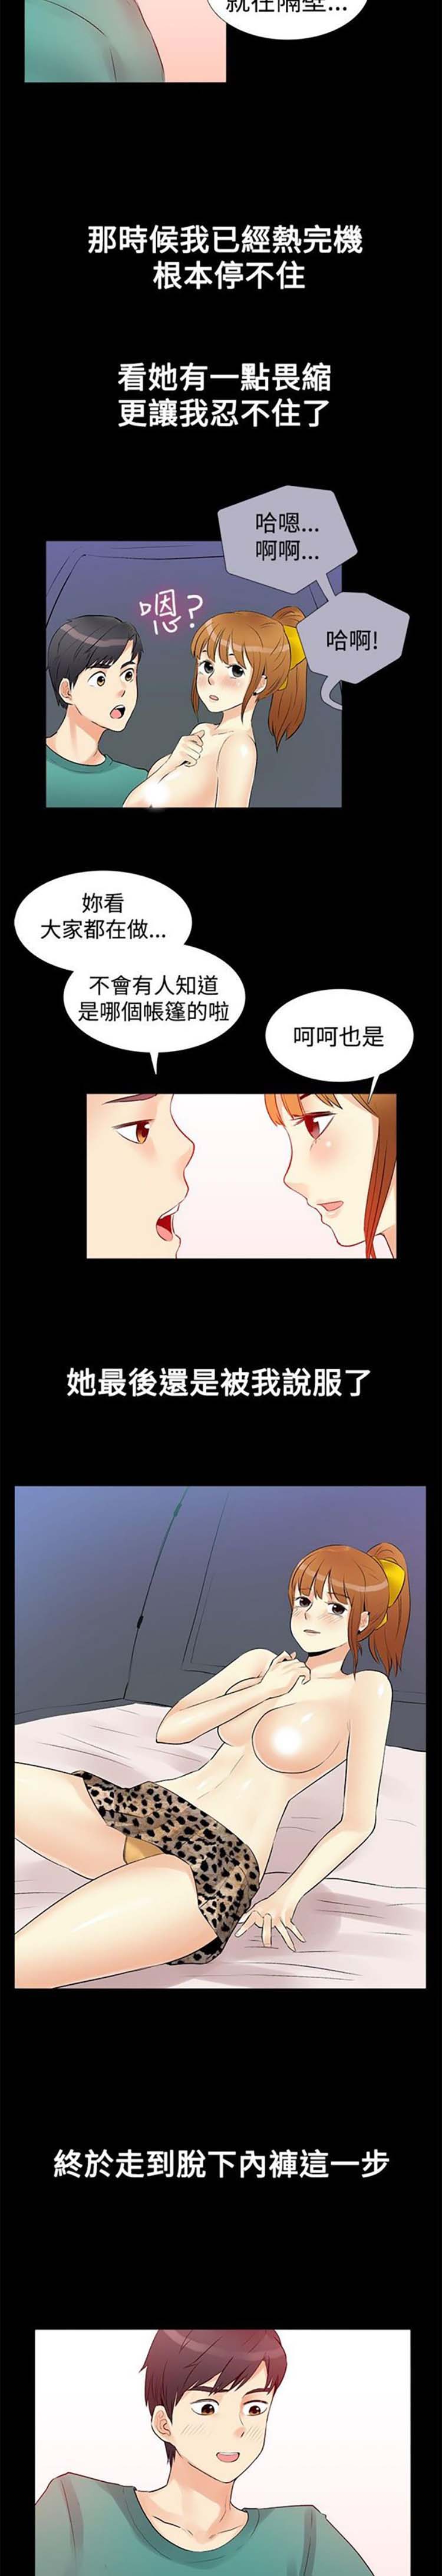 就在隔壁...
那時候我已經熱完機
根本停不住
看她有一點畏縮
更讓我忍不住了
哈嗯...
啊啊...
嗯?
哈啊!
妳看
大家都在做...
不會有人知道
是哪個帳篷的啦
呵呵也是
她最後還是被我說服了
終於走到脫下內褲這一步